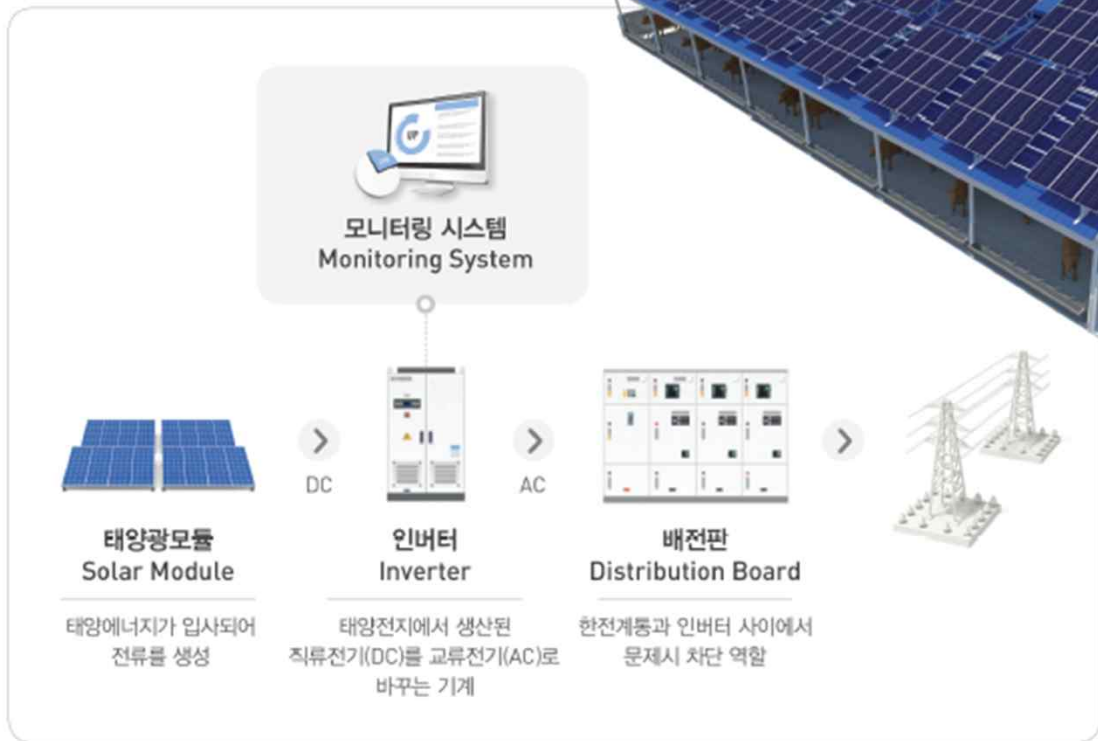 UP
모니터링 시스템
Monitoring System
DC
AC
태양광모듈
Solar Module
태양에너지가 입사되어
전류를 생성
인버터
Inverter
태양전지에서 생산된
직류전기(DC)를 교류전기(AC)로
바꾸는 기계
배전판
Distribution Board
한전계통과 인버터 사이에서
문제시 차단 역할